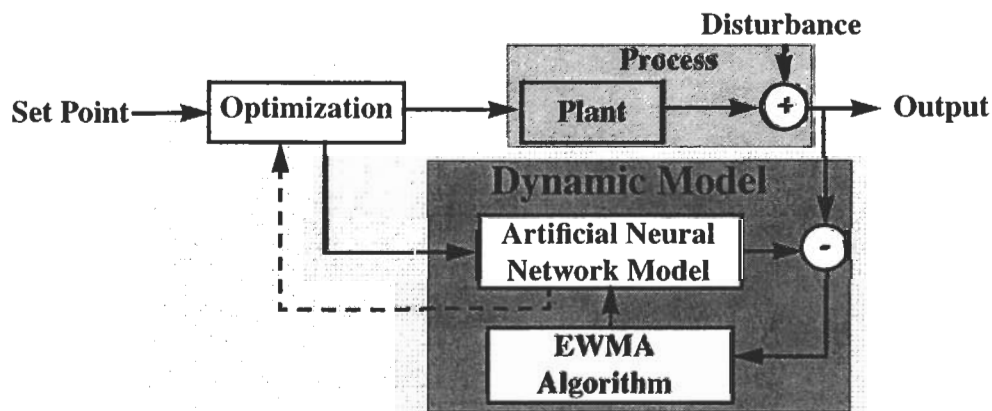 Disturbance
Process
Set Point
Optimization
Plant
+
Output
Dynamic Model
Artificial Neural
Network Model
-
EWMA
Algorithm